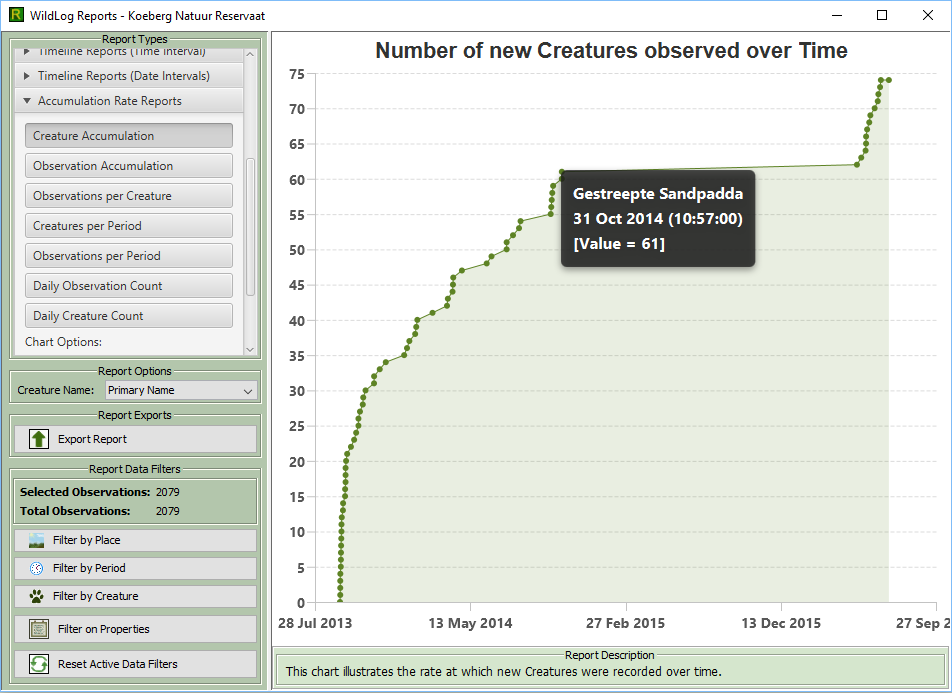 WildLog Reports - Koeberg Natuur Reservaat
Report Types
Timeline Reports (Time Interval)
Timeline Reports (Date Intervals)
Accumulation Rate Reports
Creature Accumulation
Observation Accumulation
Observations per Creature
Creatures per Period
Observations per Period
Daily Observation Count
Daily Creature Count
Chart Options:
Report Options
Creature Name: Primary Name
Report Exports
Export Report
Report Data Filters
Selected Observations: 2079
Total Observations: 2079
Filter by Place
Filter by Period
Filter by Creature
Filter on Properties
Reset Active Data Filters
Number of new Creatures observed over Time
75
70
65
60
55
50
45
40
35
30
25
20
15
10
5
0
Gestreepte Sandpadda
31 Oct 2014 (10:57:00)
[Value = 61]
28 Jul 2013 13 May 2014 27 Feb 2015 13 Dec 2015 27 Sep 2
Report Description
This chart illustrates the rate at which new Creatures were recorded over time.